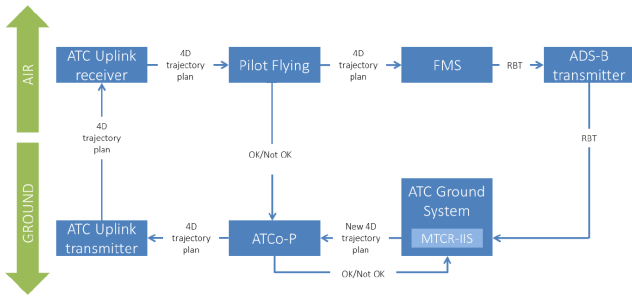 AIR
ATC Uplink
receiver
4D
trajectory
plan
Pilot Flying
4D
trajectory
plan
FMS
RBT
ADS-B
transmitter
4D
trajectory
plan
OK/Not OK
RBT
GROUND
ATC Uplink
transmitter
4D
trajectory
plan
ATCo-P
New 4D
trajectory
plan
ATC Ground
System
MTCR-IIS
OK/Not OK